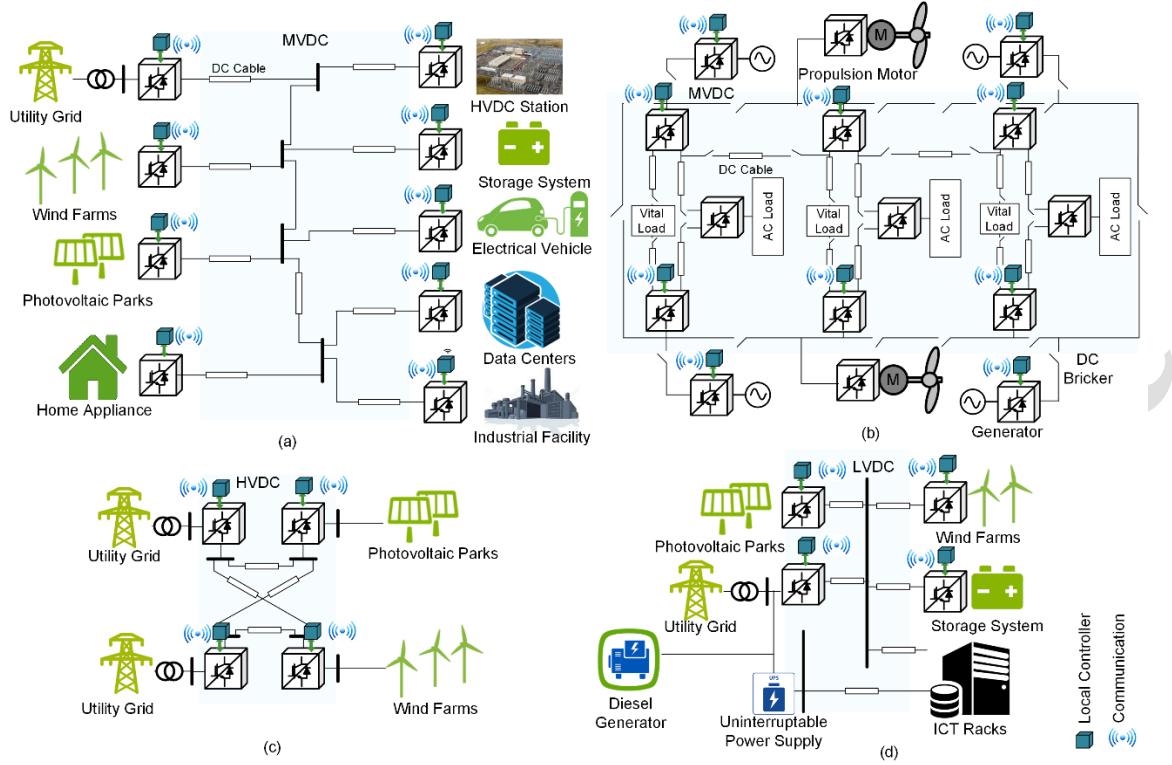 MVDC
DC Cable
Utility Grid
HVDC Station
Wind Farms
Storage System
Photovoltaic Parks
Electrical Vehicle
Data Centers
Home Appliance
Industrial Facility
(a)
M
Propulsion Motor
MVDC
DC Cable
Vital
Load
AC Load
Vital
Load
AC Load
Vital
Load
AC Load
M
DC
Bricker
Generator
(b)
HVDC
Utility Grid
Photovoltaic Parks
Utility Grid
Wind Farms
(c)
LVDC
Photovoltaic Parks
Wind Farms
Utility Grid
Storage System
Diesel
Generator
UPS
Uninterruptable
Power Supply
ICT Racks
(d)
Local Controller
Communication